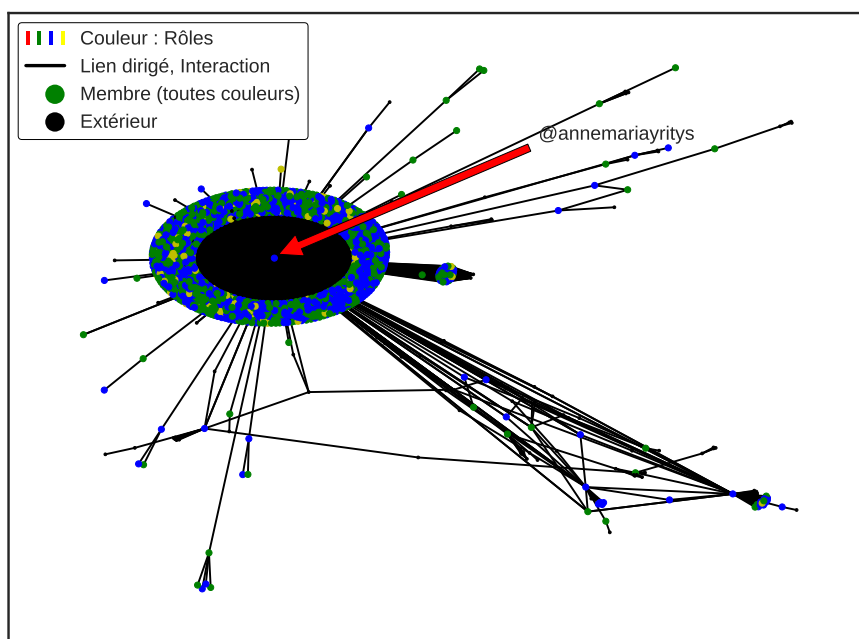 Couleur : Rôles
Lien dirigé, Interaction
Membre (toutes couleurs)
Extérieur
@annemariayritys